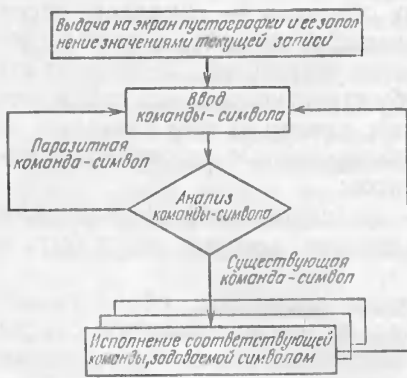 Выдача на экран пустографки и ее запол
нение значениями текущей записи
Ввод
команды-символа
Паразитная
команда-символ
Анализ
команды-символа
Существующая
команда-символ
Исполнение соответствующей
команды, задаваемой символом